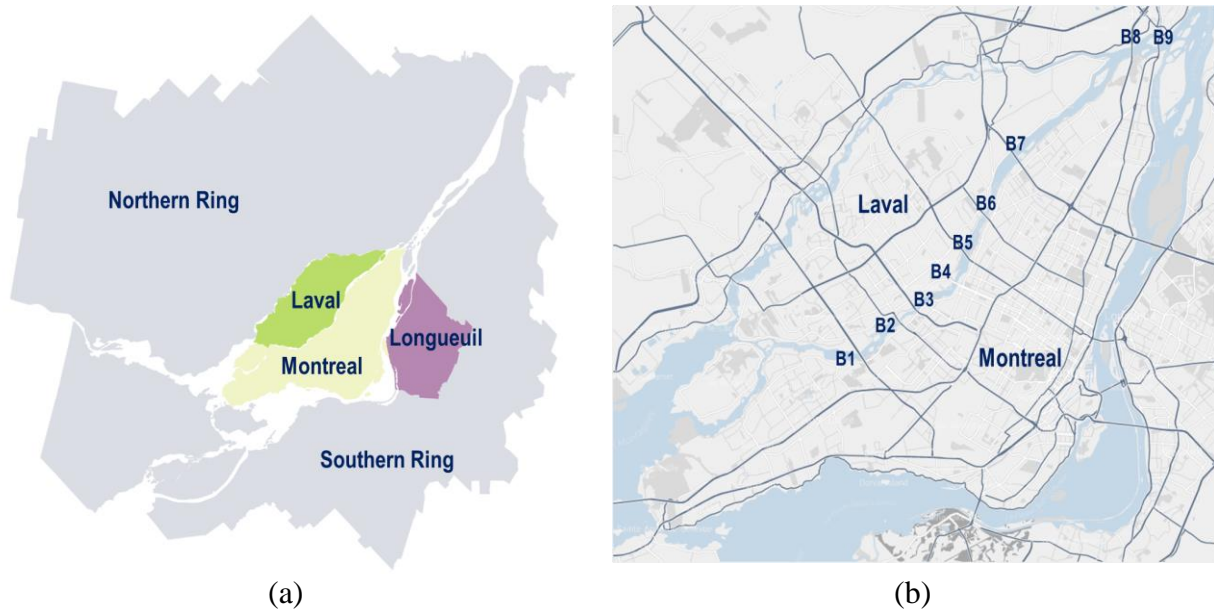 Northern Ring
Laval
Longueuil
Montreal
Southern Ring
(a)
B8
B9
B7
Laval
B6
B5
B4
B3
B2
B1
Montreal
(b)